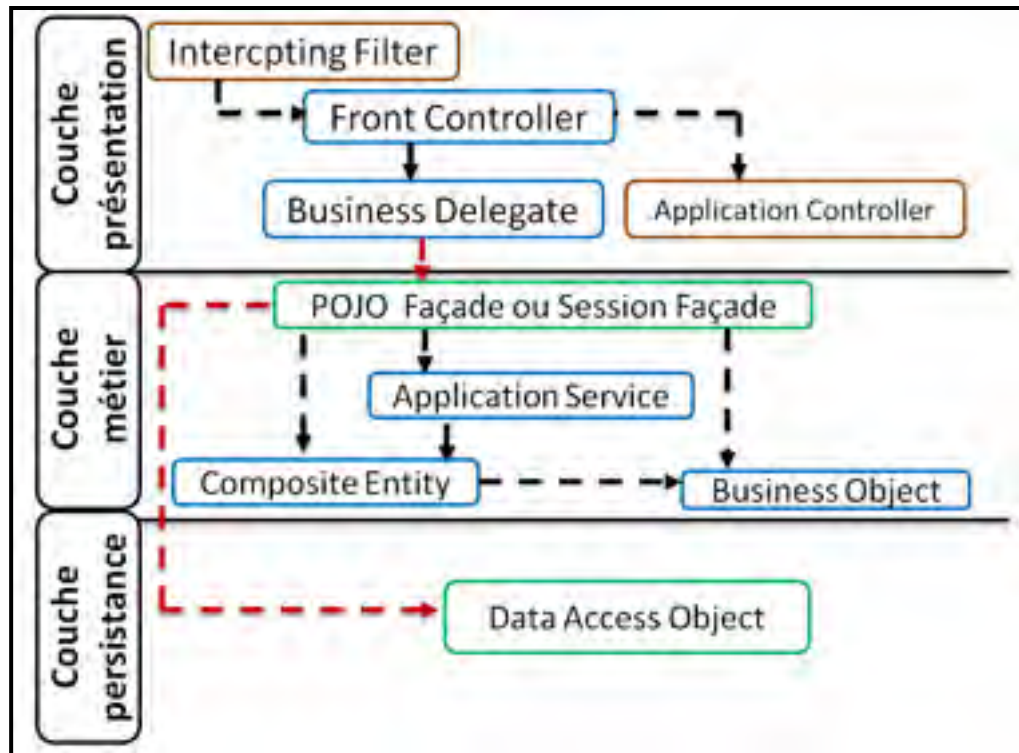 Couche
présentation
Intercpting Filter
Front Controller
Business Delegate
Application Controller
Couche
métier
POJO Façade ou Session Façade
Application Service
Composite Entity
Business Object
Couche
persistance
Data Access Object